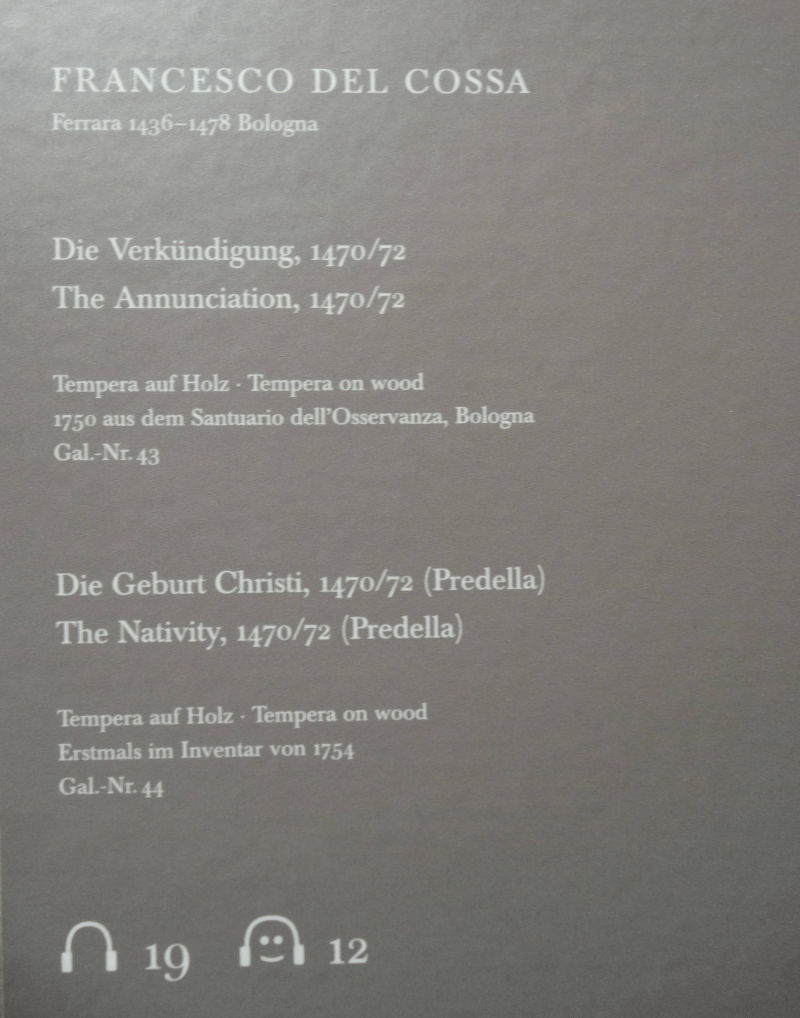 FRANCESCO DEL COSSA
Ferrara 1436–1478 Bologna
Die Verkündigung, 1470/72
The Annunciation, 1470/72
Tempera auf Holz · Tempera on wood
1750 aus dem Santuario dell'Osservanza, Bologna
Gal.-Nr. 43
Die Geburt Christi, 1470/72 (Predella)
The Nativity, 1470/72 (Predella)
Tempera auf Holz · Tempera on wood
Erstmals im Inventar von 1754
Gal.-Nr. 44
19 12